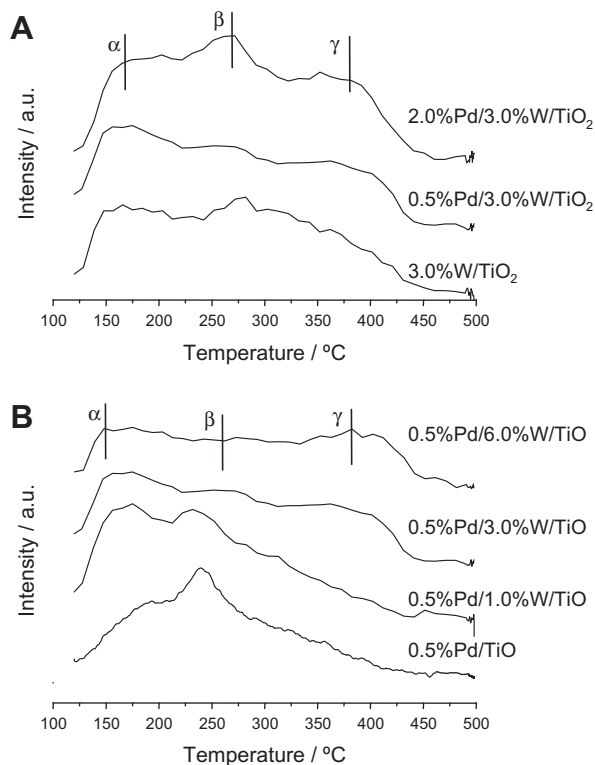 A
α
β
γ
2.0%Pd/3.0%W/TiO₂
0.5%Pd/3.0%W/TiO₂
3.0%W/TiO₂
Intensity / a.u.
100 150 200 250 300 350 400 450 500
Temperature / ºC
B
α
β
γ
0.5%Pd/6.0%W/TiO
0.5%Pd/3.0%W/TiO
0.5%Pd/1.0%W/TiO
0.5%Pd/TiO
Intensity / a.u.
100 150 200 250 300 350 400 450 500
Temperature / ºC